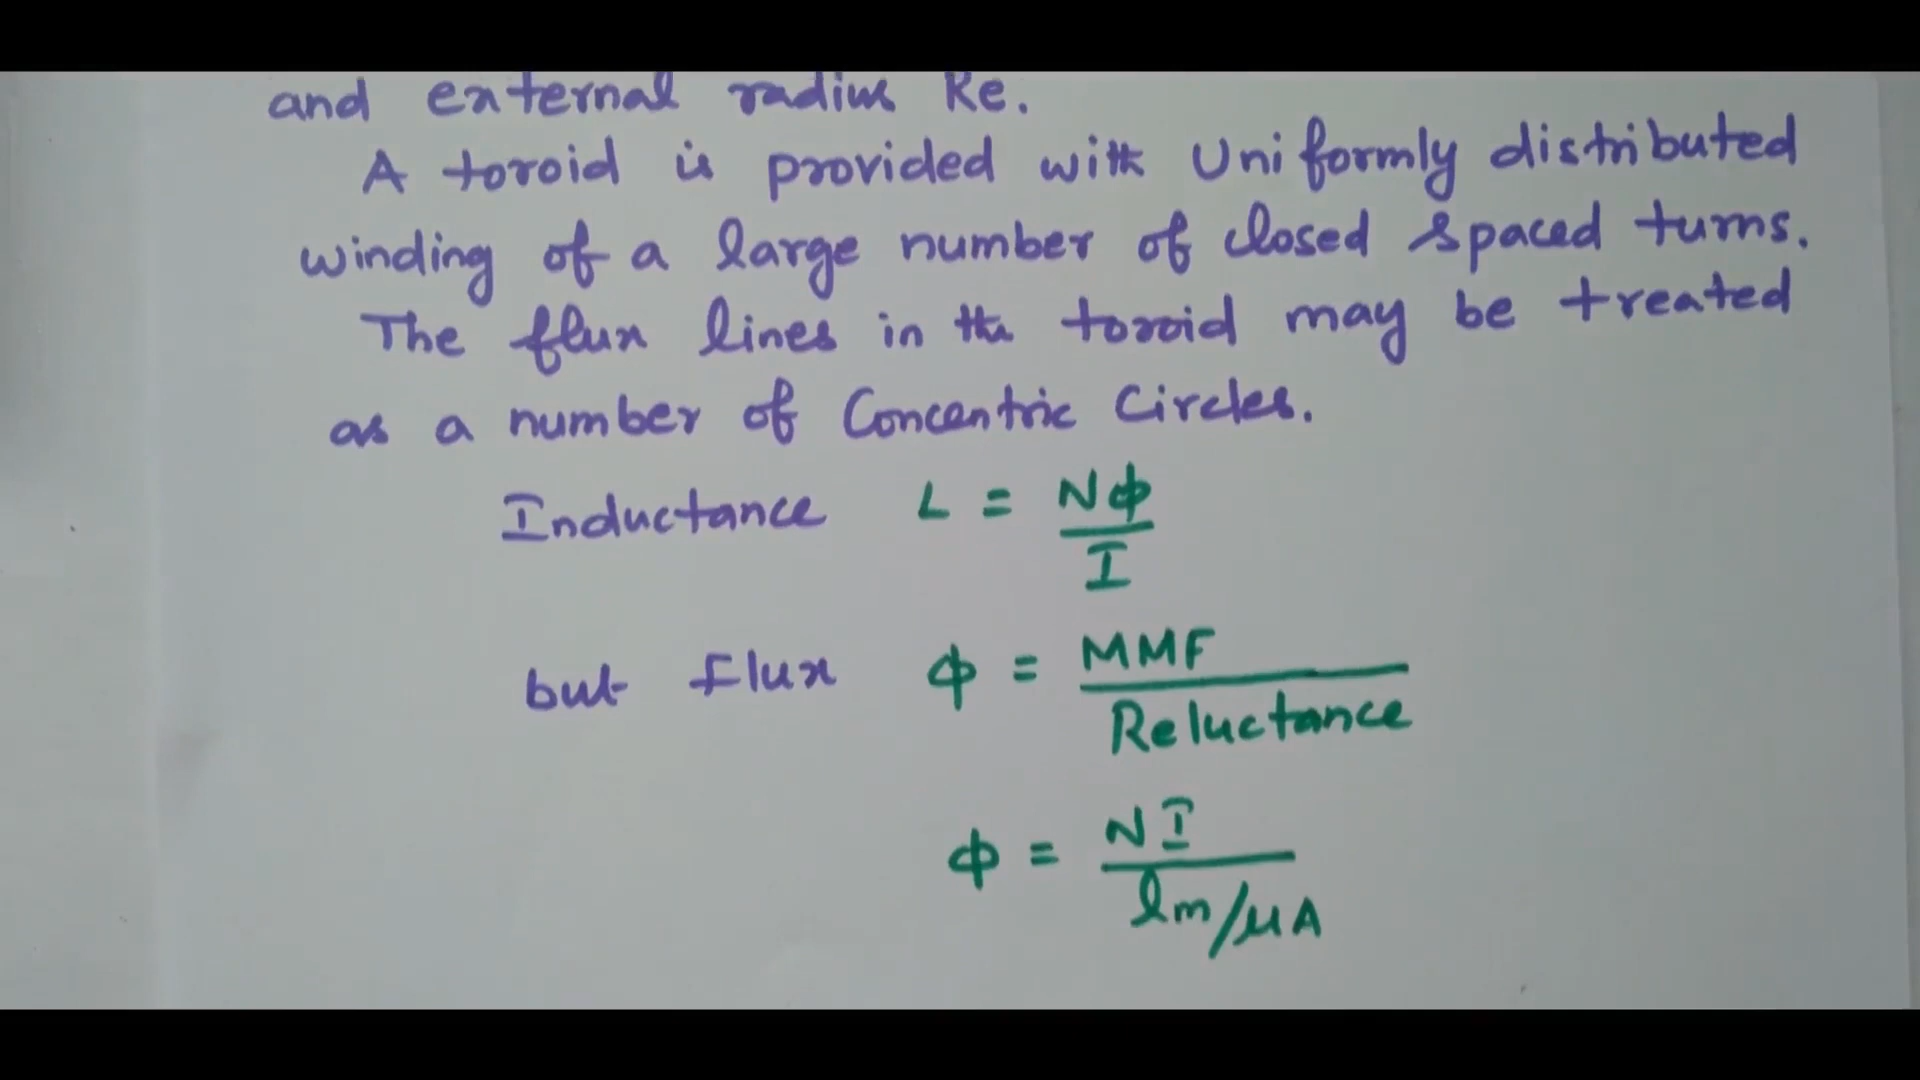 and external radius Re.
A toroid is provided with Uniformly distributed
winding of a large number of closed spaced turns.
The flux lines in the toroid may be treated
as a number of Concentric Circles.
Inductance L = Nϕ / I
but flux ϕ = MMF / Reluctance
ϕ = NI / lm/μA